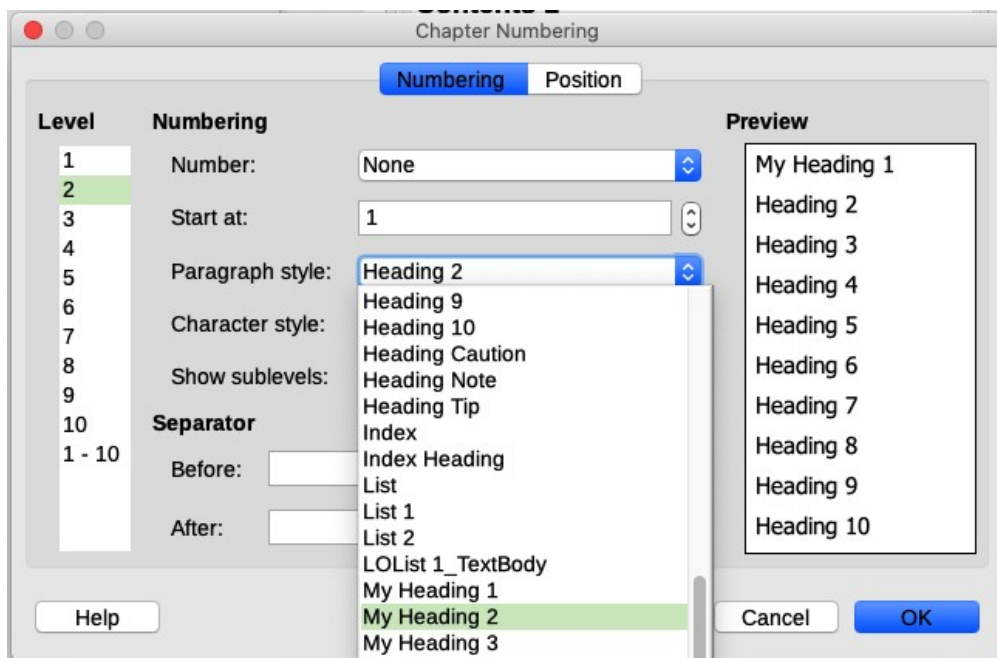 Contents 1
Chapter Numbering
Numbering Position
Level
1
2
3
4
5
6
7
8
9
10
1 - 10
Numbering
Number: None
Start at: 1
Paragraph style: Heading 2
Character style:
Show sublevels:
Separator
Before:
After:
Heading 9
Heading 10
Heading Caution
Heading Note
Heading Tip
Index
Index Heading
List
List 1
List 2
LOList 1_TextBody
My Heading 1
My Heading 2
My Heading 3
Preview
My Heading 1
Heading 2
Heading 3
Heading 4
Heading 5
Heading 6
Heading 7
Heading 8
Heading 9
Heading 10
Help
Cancel
OK